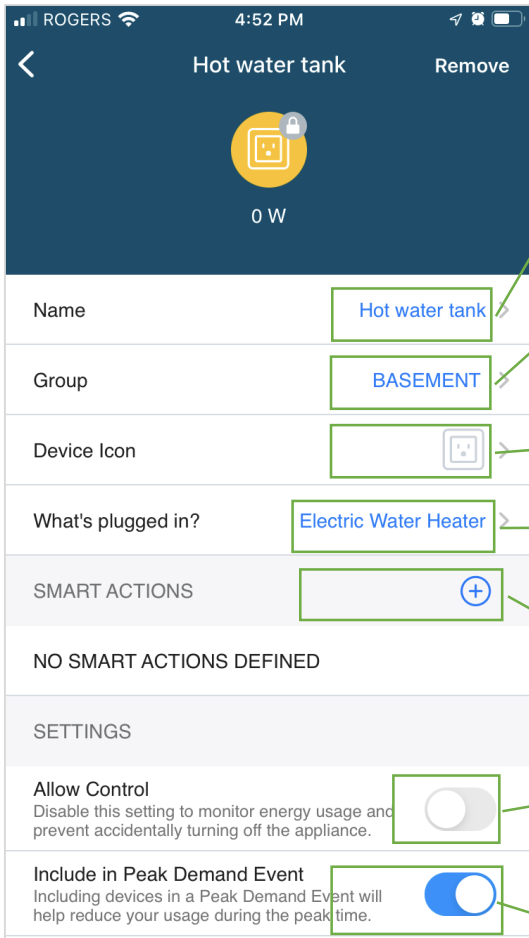 ROGERS 4:52 PM
Hot water tank Remove
0 W
Name Hot water tank
Group BASEMENT
Device Icon
What's plugged in? Electric Water Heater
SMART ACTIONS
NO SMART ACTIONS DEFINED
SETTINGS
Allow Control
Disable this setting to monitor energy usage and
prevent accidentally turning off the appliance.
Include in Peak Demand Event
Including devices in a Peak Demand Event will
help reduce your usage during the peak time.